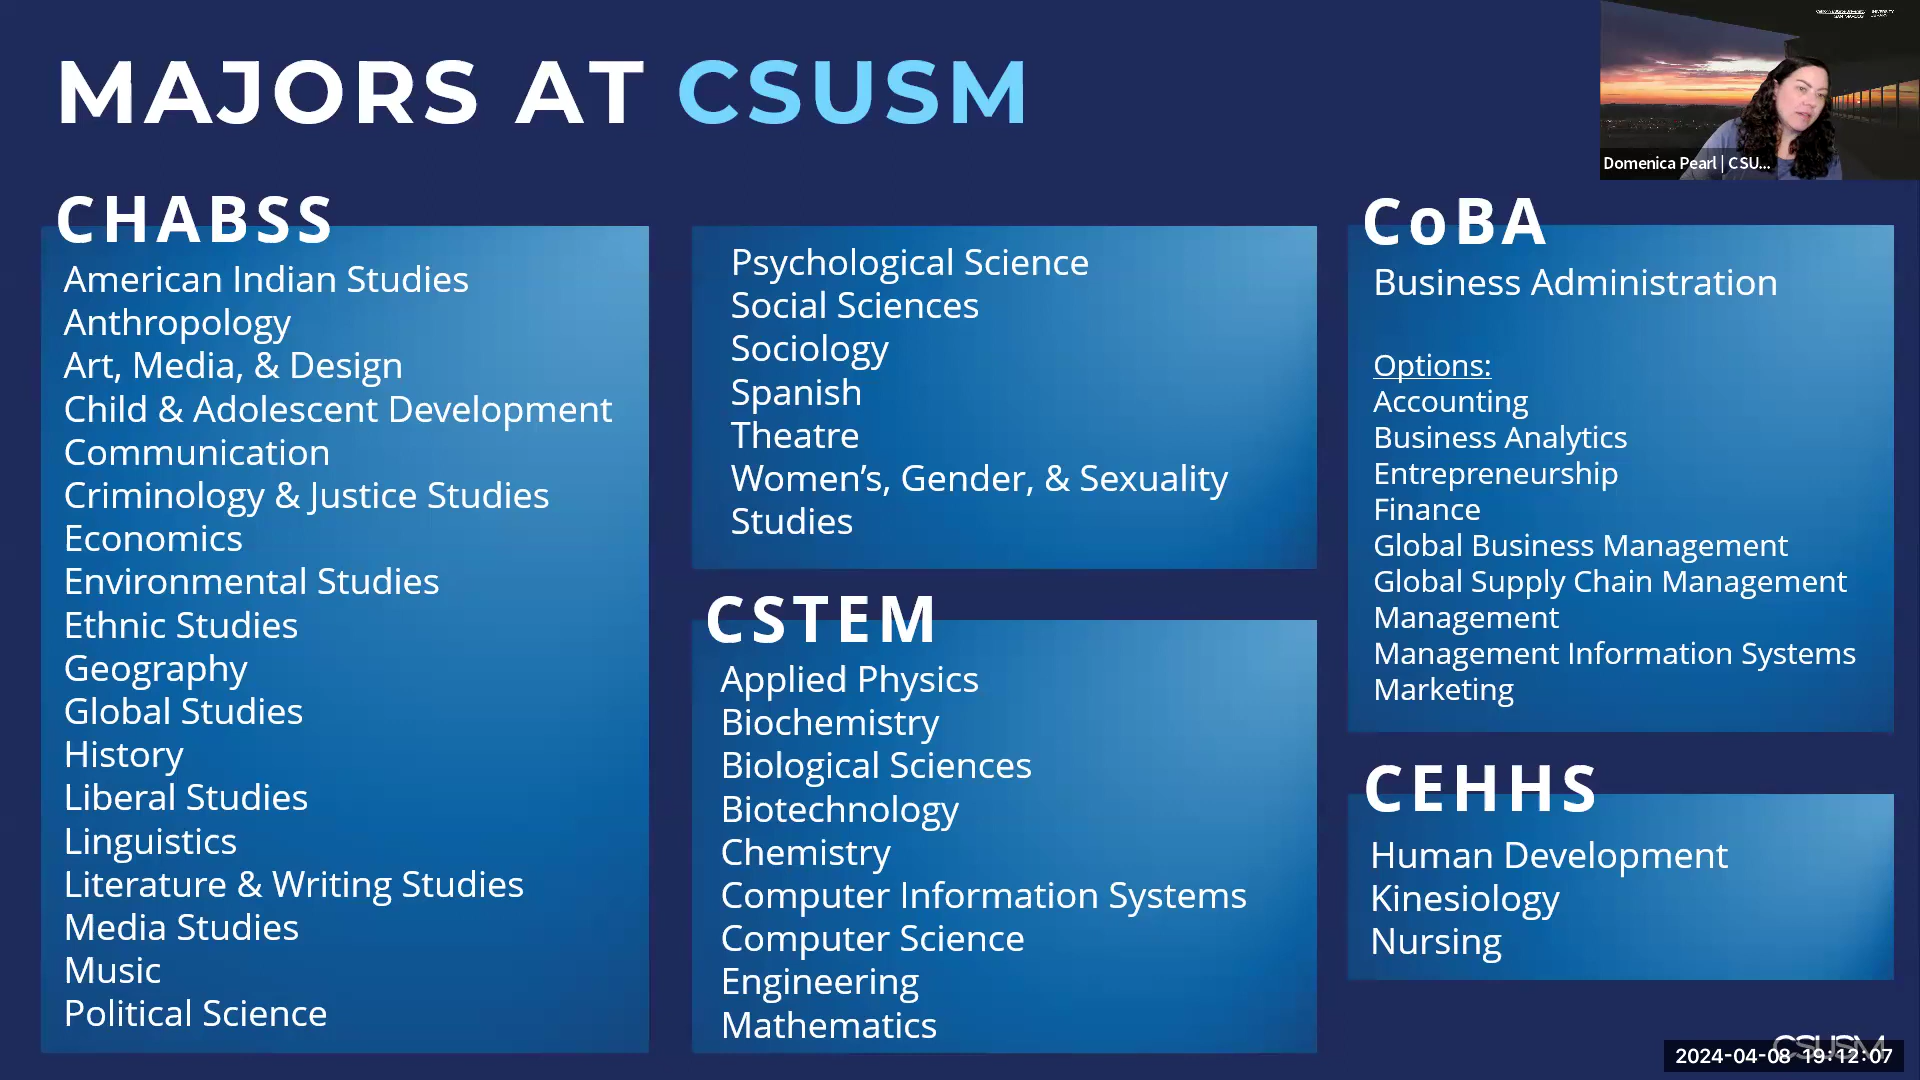 MAJORS AT CSUSM
CHABSS
American Indian Studies
Anthropology
Art, Media, & Design
Child & Adolescent Development
Communication
Criminology & Justice Studies
Economics
Environmental Studies
Ethnic Studies
Geography
Global Studies
History
Liberal Studies
Linguistics
Literature & Writing Studies
Media Studies
Music
Political Science
Psychological Science
Social Sciences
Sociology
Spanish
Theatre
Women’s, Gender, & Sexuality
Studies
CSTEM
Applied Physics
Biochemistry
Biological Sciences
Biotechnology
Chemistry
Computer Information Systems
Computer Science
Engineering
Mathematics
Domenica Pearl | CSU...
CoBA
Business Administration
Options:
Accounting
Business Analytics
Entrepreneurship
Finance
Global Business Management
Global Supply Chain Management
Management
Management Information Systems
Marketing
CEHHS
Human Development
Kinesiology
Nursing
CSUSM
2024-04-08 19:12:07